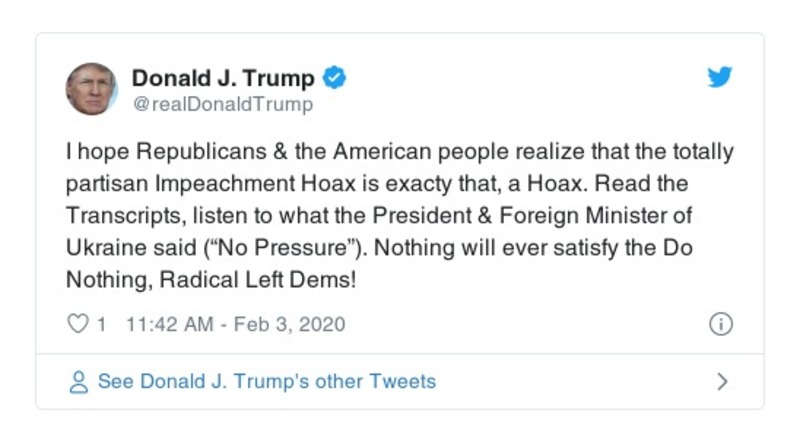 Donald J. Trump
@realDonaldTrump
I hope Republicans & the American people realize that the totally
partisan Impeachment Hoax is exacty that, a Hoax. Read the
Transcripts, listen to what the President & Foreign Minister of
Ukraine said (“No Pressure”). Nothing will ever satisfy the Do
Nothing, Radical Left Dems!
1 11:42 AM - Feb 3, 2020
See Donald J. Trump's other Tweets